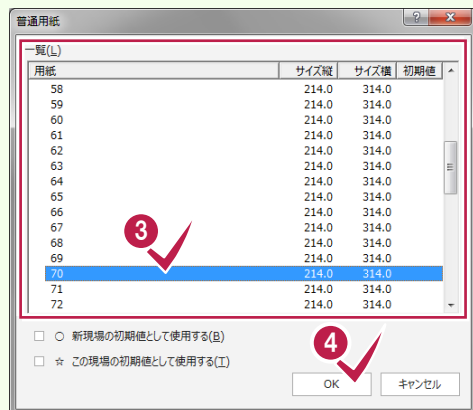 普通用紙
一覧(L)
用紙 サイズ縦 サイズ横 初期値
58 214.0 314.0
59 214.0 314.0
60 214.0 314.0
61 214.0 314.0
62 214.0 314.0
63 214.0 314.0
64 214.0 314.0
65 214.0 314.0
66 214.0 314.0
67 214.0 314.0
68 214.0 314.0
69 214.0 314.0
70 214.0 314.0
71 214.0 314.0
72 214.0 314.0
3
○ 新現場の初期値として使用する(B)
☆ この現場の初期値として使用する(T)
4
OK キャンセル